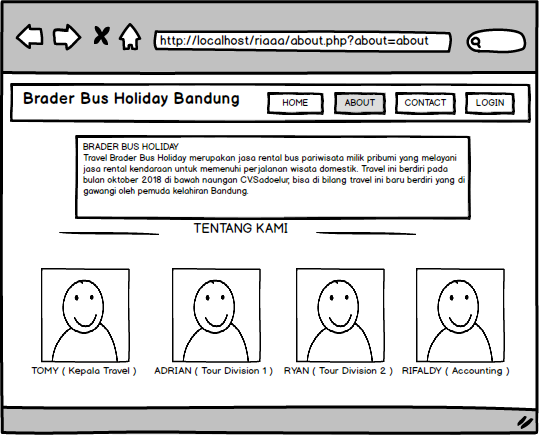 http://localhost/riaaa/about.php?about=about
Brader Bus Holiday Bandung
HOME
ABOUT
CONTACT
LOGIN
BRADER BUS HOLIDAY
Travel Brader Bus Holiday merupakan jasa rental bus pariwisata milik pribumi yang melayani
jasa rental kendaraan untuk memenuhi perjalanan wisata domestik. Travel ini berdiri pada
bulan oktober 2018 di bawah naungan CVSadoelur, bisa di bilang travel ini baru berdiri yang di
gawangi oleh pemuda kelahiran Bandung.
TENTANG KAMI
TOMY ( Kepala Travel )
ADRIAN ( Tour Division 1 )
RYAN ( Tour Division 2 )
RIFALDY ( Accounting )